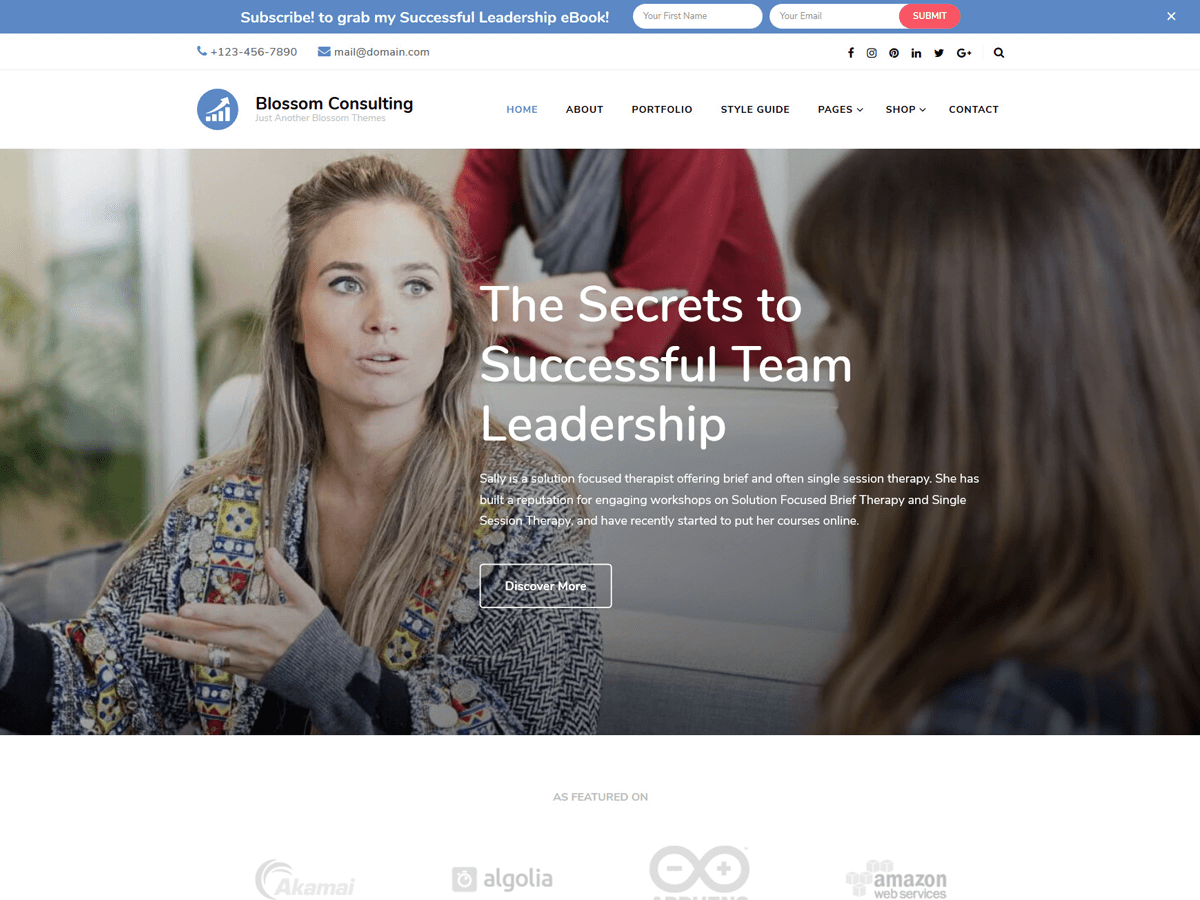 Subscribe! to grab my Successful Leadership eBook!
Your First Name
Your Email
SUBMIT
+123-456-7890
mail@domain.com
Blossom Consulting
Just Another Blossom Themes
HOME
ABOUT
PORTFOLIO
STYLE GUIDE
PAGES
SHOP
CONTACT
The Secrets to
Successful Team
Leadership
Sally is a solution focused therapist offering brief and often single session therapy. She has
built a reputation for engaging workshops on Solution Focused Brief Therapy and Single
Session Therapy, and have recently started to put her courses online.
Discover More
AS FEATURED ON
Akamai
algolia
amazon
web services